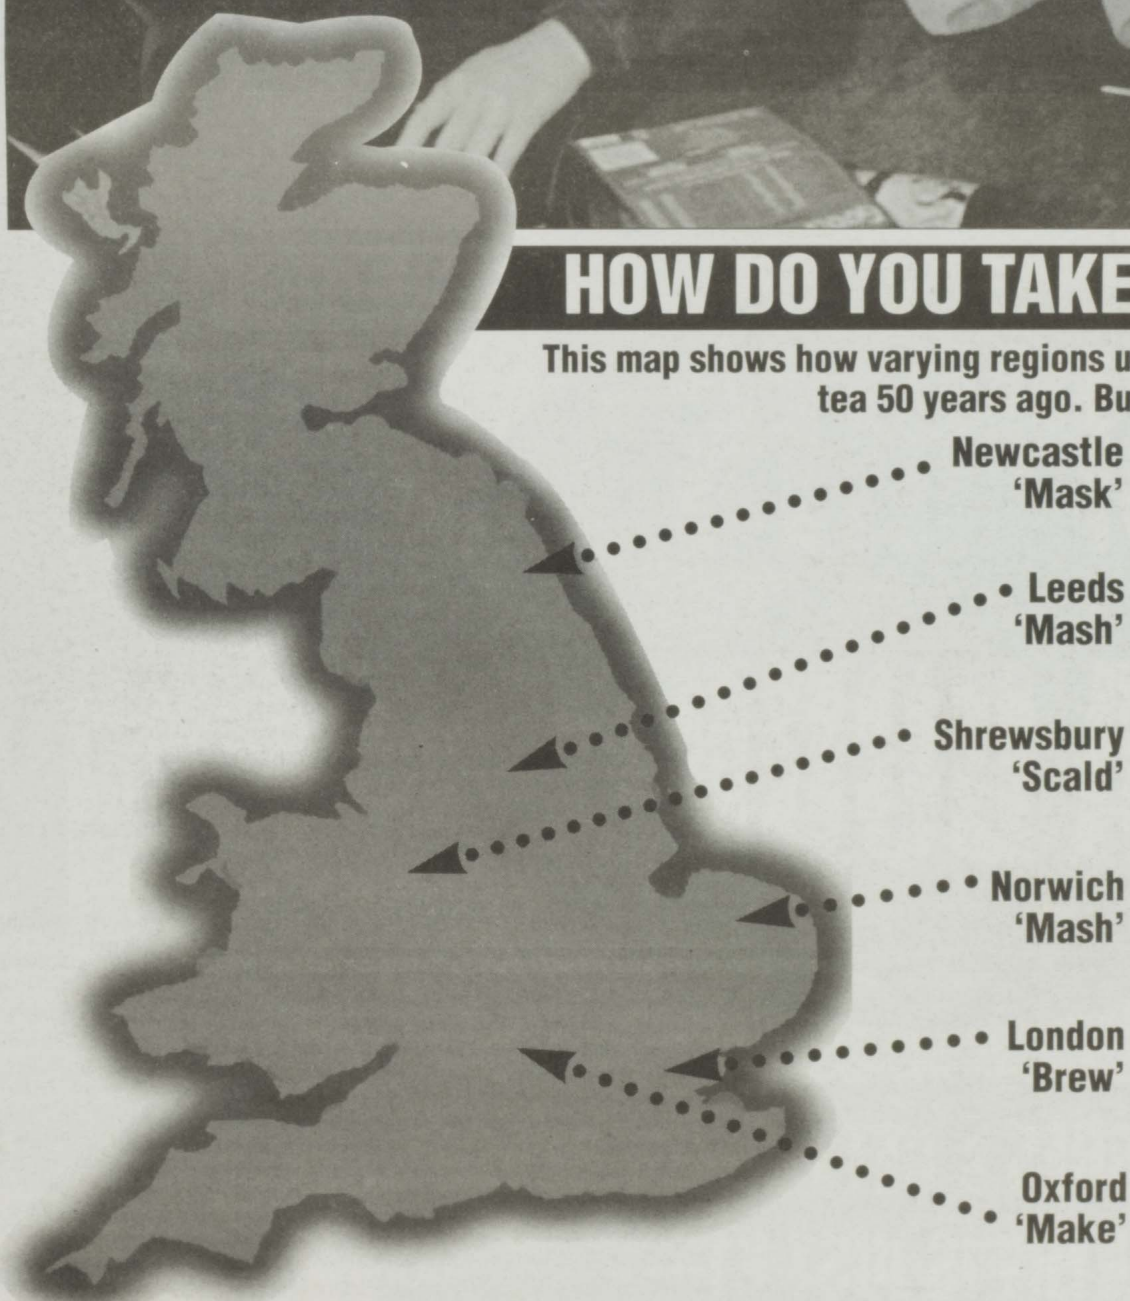 HOW DO YOU TAKE
This map shows how varying regions u
tea 50 years ago. Bu
Newcastle
‘Mask’
Leeds
‘Mash’
Shrewsbury
‘Scald’
Norwich
‘Mash’
London
‘Brew’
Oxford
‘Make’